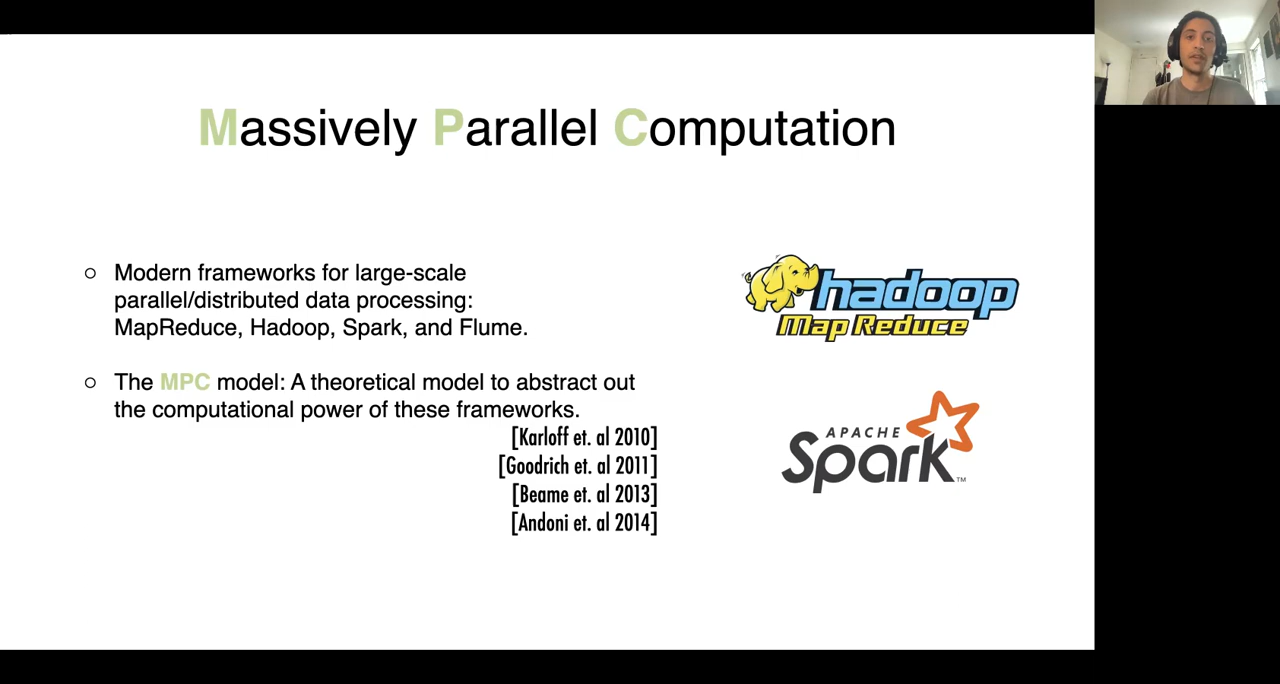 Massively Parallel Computation
○ Modern frameworks for large-scale
parallel/distributed data processing:
MapReduce, Hadoop, Spark, and Flume.
○ The MPC model: A theoretical model to abstract out
the computational power of these frameworks.
[Karloff et. al 2010]
[Goodrich et. al 2011]
[Beame et. al 2013]
[Andoni et. al 2014]
hadoop
Map Reduce
APACHE
Spark™